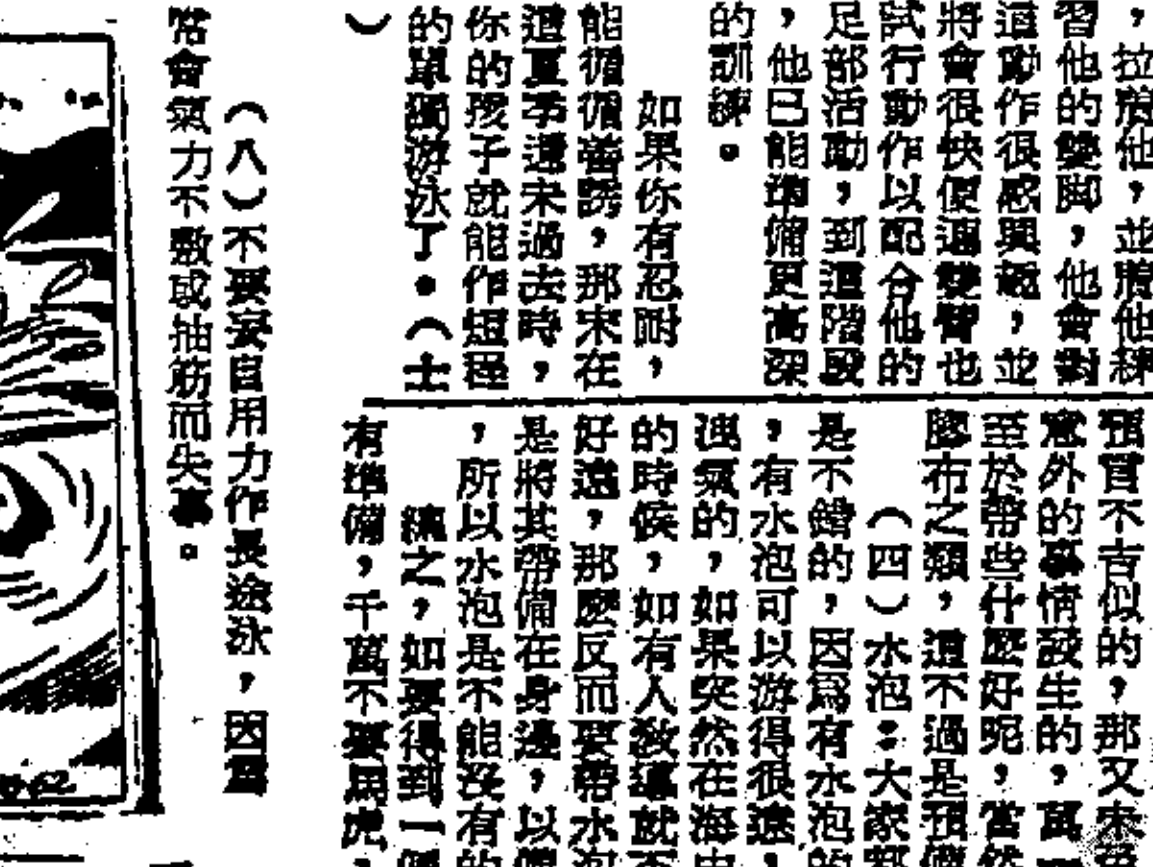 ，拉着他，並牆他練
習他的雙脚，他會對
這動作很感興趣，並
將會很快便連雙臂也
試行動作以配合他的
足部活動，到這階段
，他已能準備更高深
的訓練。
如果你有忍耐，
能循循善誘，那末在
這夏季還未過去時，
你的孩子就能作短程
的單獨游泳了。（士
）
預買不吉似的，那又未
意外的事情發生的，萬一
至於帶些什麼好呢，當然
膠布之類，這不過是預備
（四）水泡：大家都
是不錯的，因爲有水泡的
，有水泡可以游得很遠，
洩氣的，如果突然在海中
的時候，如有人救還就否
好遠，那麼反而要帶水泡
是將其帶備在身邊，以備
，所以水泡是不能沒有的
總之，如要得到一個
有準備，千萬不要馬虎，
（八）不要妄自用力作長途泳，因爲
常會氣力不敷或抽筋而失事。